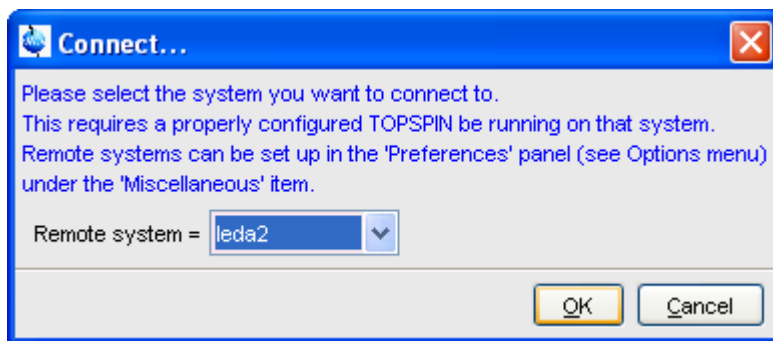 Connect...
Please select the system you want to connect to.
This requires a properly configured TOPSPIN be running on that system.
Remote systems can be set up in the 'Preferences' panel (see Options menu)
under the 'Miscellaneous' item.
Remote system = leda2
OK Cancel